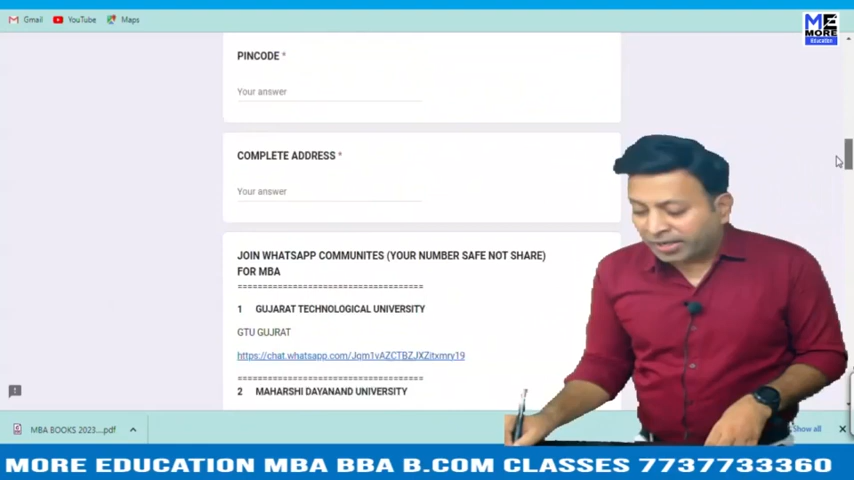 Gmail YouTube Maps
ME
MORE
Education
PINCODE *
Your answer
COMPLETE ADDRESS *
Your answer
JOIN WHATSAPP COMMUNITES (YOUR NUMBER SAFE NOT SHARE)
FOR MBA
===================================
1 GUJARAT TECHNOLOGICAL UNIVERSITY
GTU GUJRAT
https://chat.whatsapp.com/Jqm1vAZCTBZJXZitxmry19
===================================
2 MAHARSHI DAYANAND UNIVERSITY
MBA BOOKS 2023....pdf
Show all
MORE EDUCATION MBA BBA B.COM CLASSES 7737733360